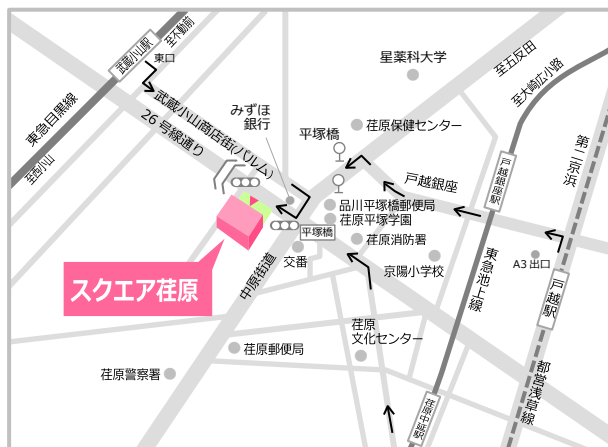 至不動前
武蔵小山駅
東口
東急目黒線
至西小山
武蔵小山商店街(パルム)
26号線通り
みずほ
銀行
星薬科大学
至五反田
至大崎広小路
荏原保健センター
平塚橋
戸越銀座
戸越銀座駅
第二京浜
品川平塚橋郵便局
荏原平塚学園
平塚橋
荏原消防署
京陽小学校
交番
A3 出口
戸越駅
東急池上線
中原街道
スクエア荏原
荏原
文化センター
荏原郵便局
荏原警察署
荏原中延駅
都営浅草線